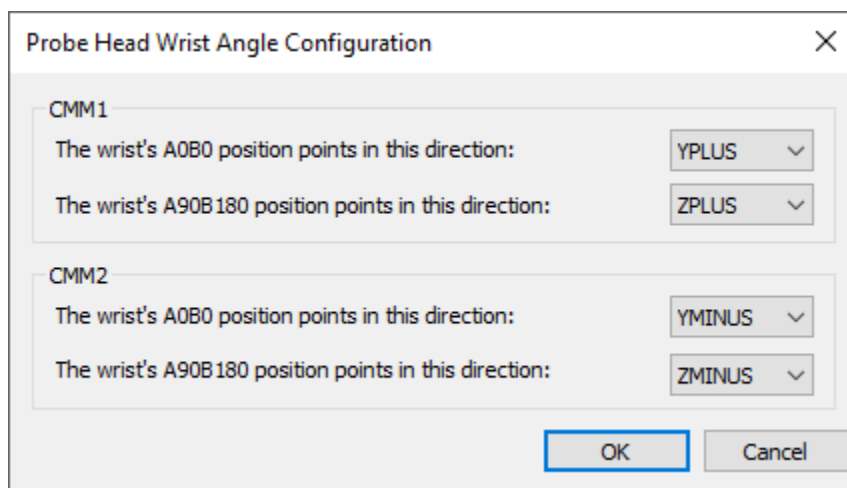 Probe Head Wrist Angle Configuration
CMM1
The wrist's A0B0 position points in this direction: YPLUS
The wrist's A90B180 position points in this direction: ZPLUS
CMM2
The wrist's A0B0 position points in this direction: YMINUS
The wrist's A90B180 position points in this direction: ZMINUS
OK Cancel